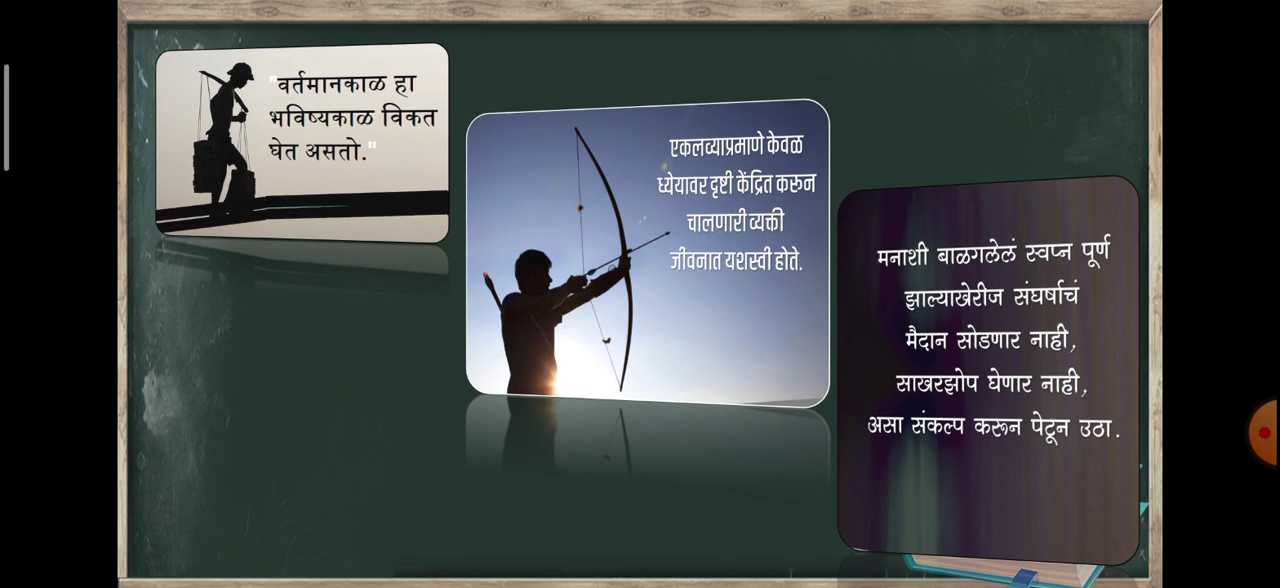 "वर्तमानकाळ हा
भविष्यकाळ विकत
घेत असतो."
एकलव्याप्रमाणे केवळ
ध्येयावर दृष्टी केंद्रित करून
चालणारी व्यक्ती
जीवनात यशस्वी होते.
मनाशी बाळगलेलं स्वप्न पूर्ण
झाल्याखेरीज संघर्षाचं
मैदान सोडणार नाही,
साखरझोप घेणार नाही,
असा संकल्प करून पेटून उठा.